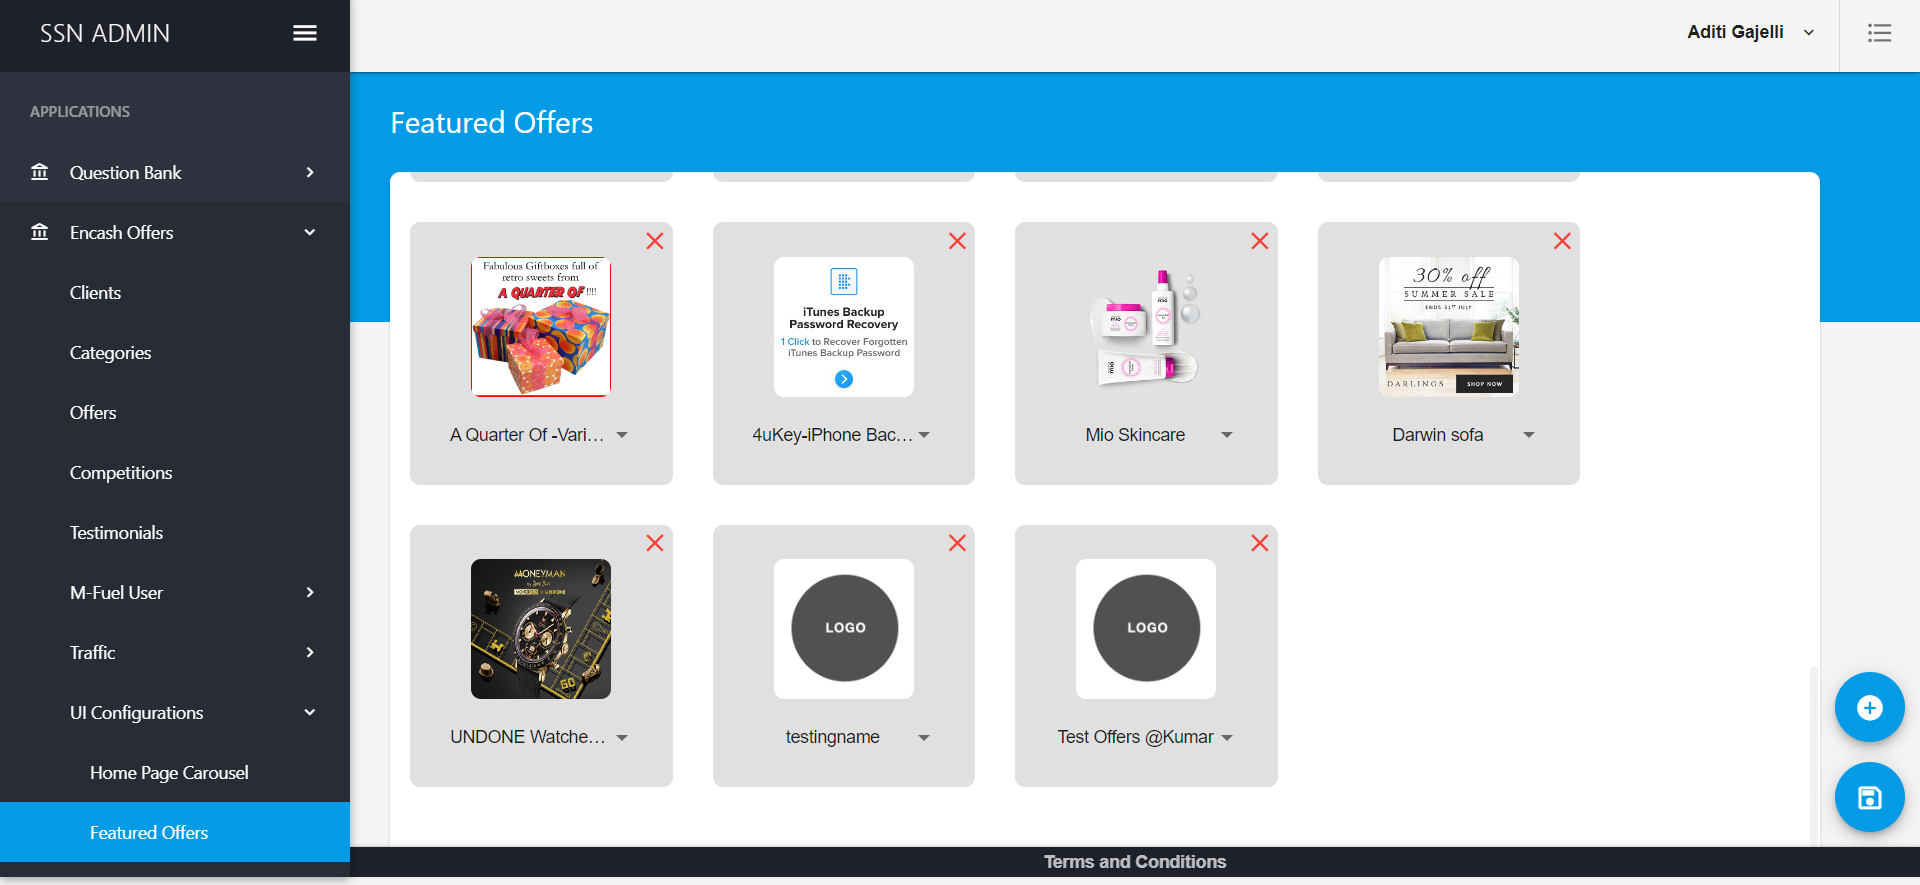 SSN ADMIN
Aditi Gajelli
APPLICATIONS
Question Bank
Encash Offers
Clients
Categories
Offers
Competitions
Testimonials
M-Fuel User
Traffic
UI Configurations
Home Page Carousel
Featured Offers
Featured Offers
Fabulous Giftboxes full of
retro sweets from
A QUARTER OF !!!!
A Quarter Of -Vari...
iTunes Backup
Password Recovery
1 Click to Recover Forgotten
iTunes Backup Password
4uKey-iPhone Bac...
mio
mio
mio
Mio Skincare
30% off
SUMMER SALE
ENDS 31ST JULY
DARLINGS
SHOP NOW
Darwin sofa
MONEYMAN
GO
UNDONE Watche...
LOGO
testingname
LOGO
Test Offers @Kumar
Terms and Conditions